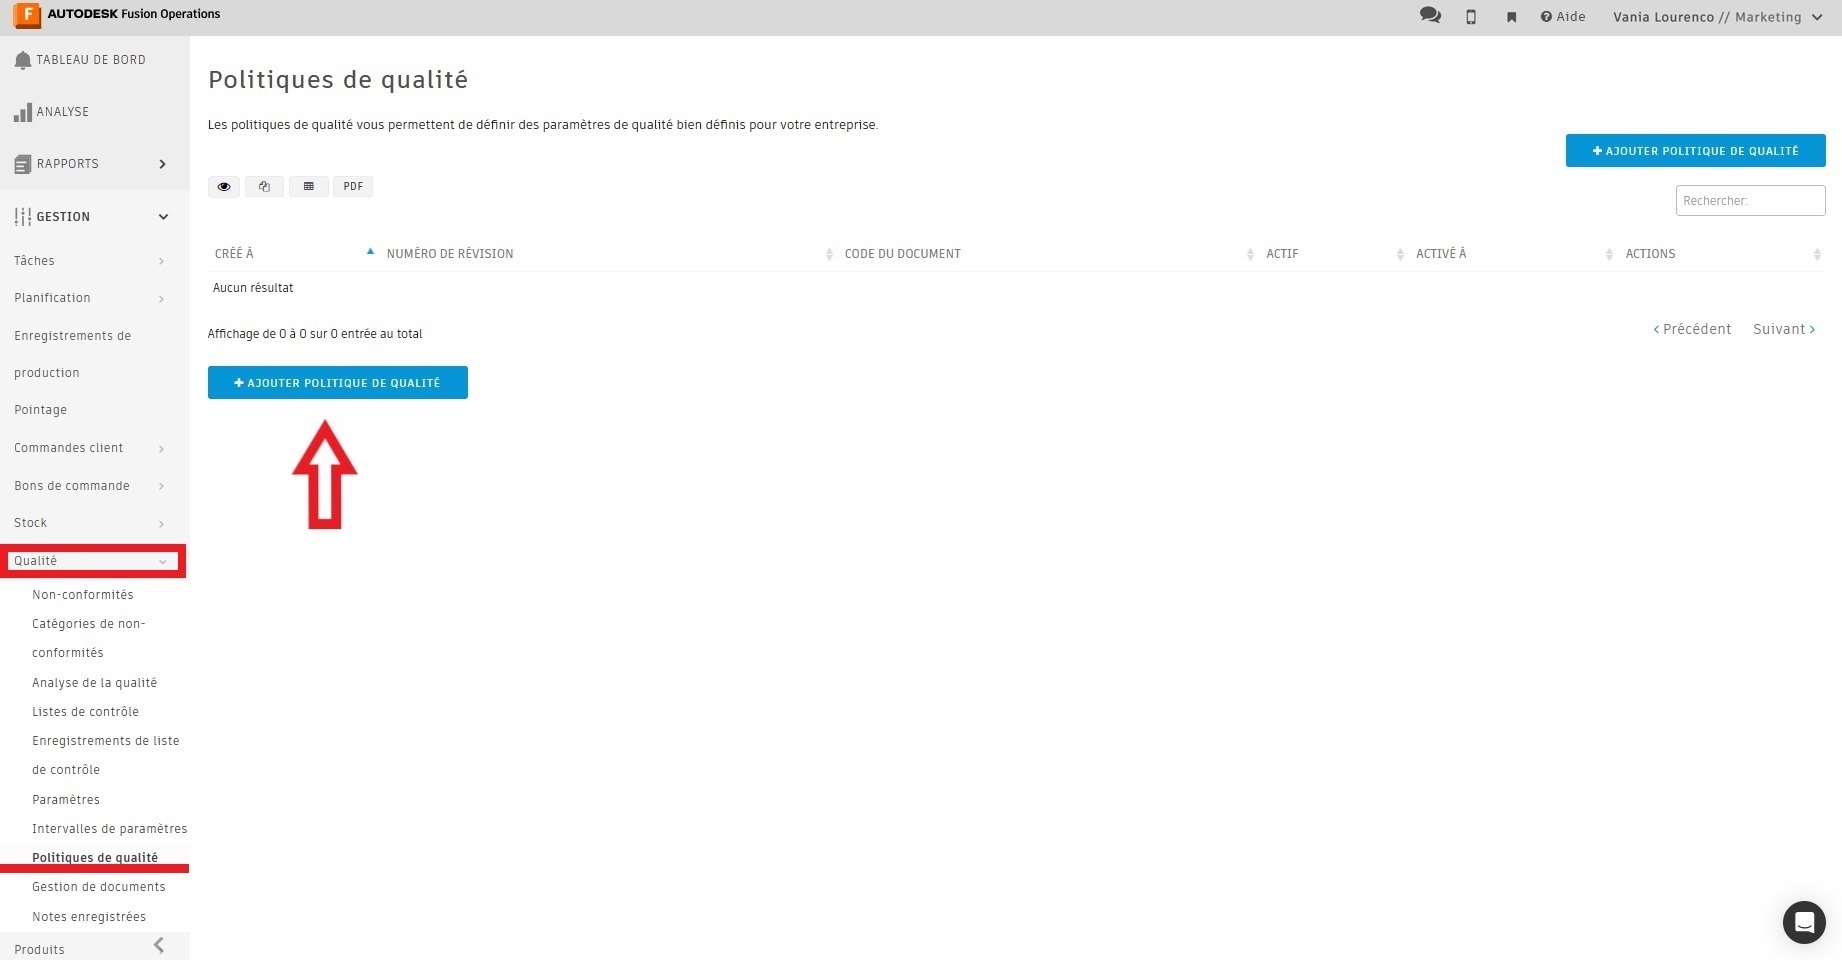 F AUTODESK Fusion Operations
Aide
Vania Lourenco // Marketing
TABLEAU DE BORD
ANALYSE
RAPPORTS
GESTION
Tâches
Planification
Enregistrements de
production
Pointage
Commandes client
Bons de commande
Stock
Qualité
Non-conformités
Catégories de non-
conformités
Analyse de la qualité
Listes de contrôle
Enregistrements de liste
de contrôle
Paramètres
Intervalles de paramètres
Politiques de qualité
Gestion de documents
Notes enregistrées
Produits
Politiques de qualité
Les politiques de qualité vous permettent de définir des paramètres de qualité bien définis pour votre entreprise.
+ AJOUTER POLITIQUE DE QUALITÉ
PDF
Rechercher:
CRÉÉ À NUMÉRO DE RÉVISION CODE DU DOCUMENT ACTIF ACTIVÉ À ACTIONS
Aucun résultat
Affichage de 0 à 0 sur 0 entrée au total
‹ Précédent Suivant ›
+ AJOUTER POLITIQUE DE QUALITÉ